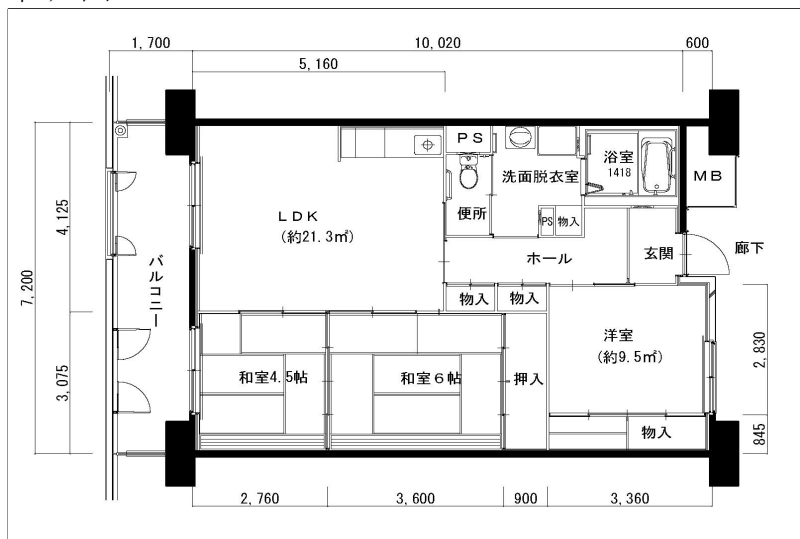 1,700
10,020
600
5,160
PS
浴室
1418
MB
洗面脱衣室
便所
PS
物入
LDK
(約21.3㎡)
4,125
7,200
バルコニー
ホール
玄関
廊下
物入
物入
洋室
(約9.5㎡)
2,830
3,075
和室4.5帖
和室6帖
押入
物入
845
2,760
3,600
900
3,360